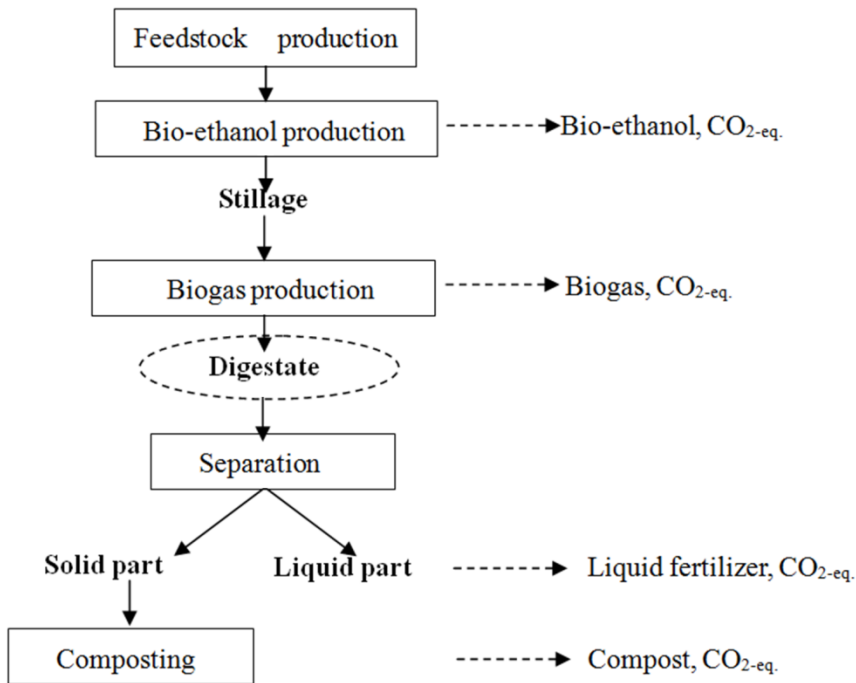 Feedstock production
Bio-ethanol production
Bio-ethanol, CO2-eq.
Stillage
Biogas production
Biogas, CO2-eq.
Digestate
Separation
Solid part
Liquid part
Liquid fertilizer, CO2-eq.
Composting
Compost, CO2-eq.